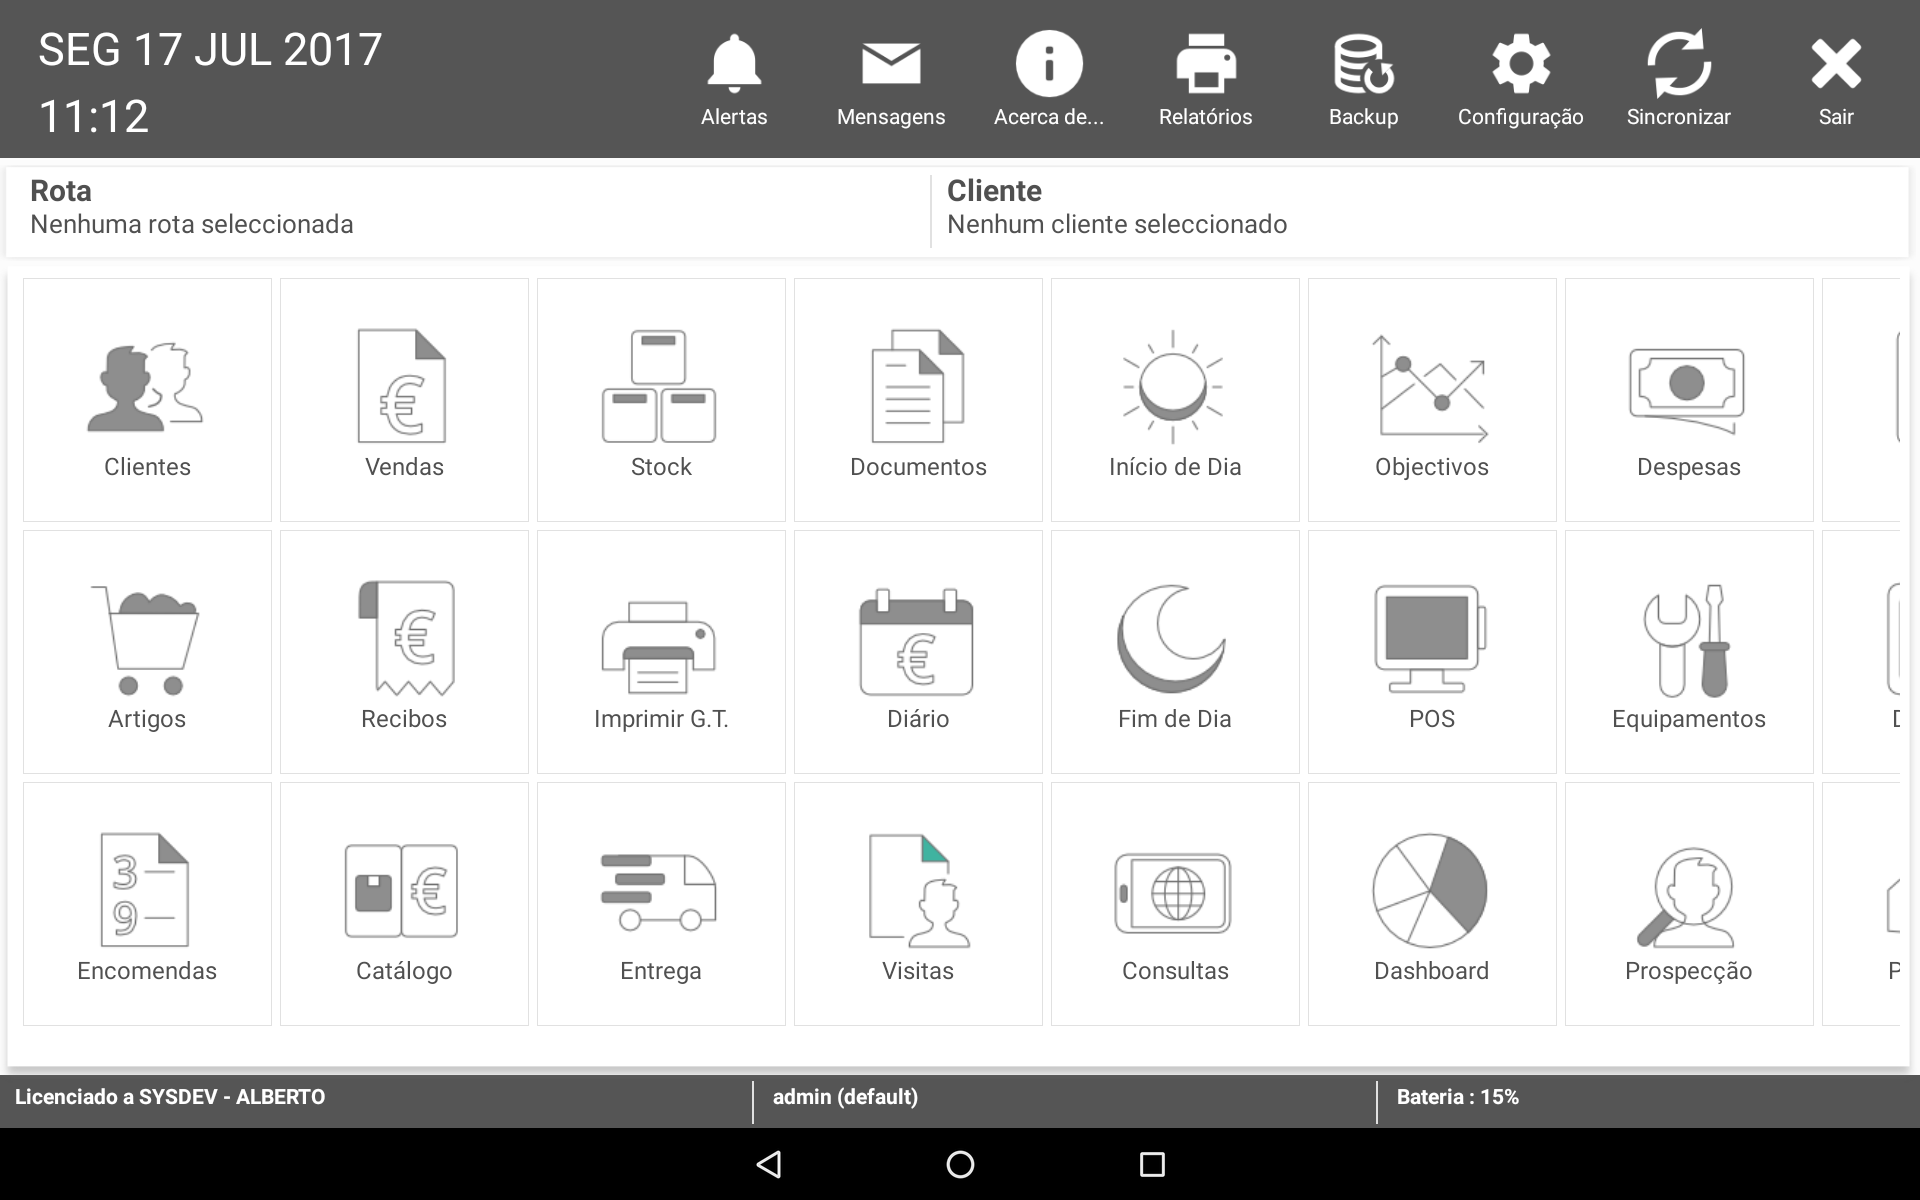 SEG 17 JUL 2017
11:12
Alertas
Mensagens
Acerca de...
Relatórios
Backup
Configuração
Sincronizar
Sair
Rota
Nenhuma rota seleccionada
Cliente
Nenhum cliente seleccionado
Clientes
Vendas
Stock
Documentos
Início de Dia
Objectivos
Despesas
Artigos
Recibos
Imprimir G.T.
Diário
Fim de Dia
POS
Equipamentos
3
9
Encomendas
Catálogo
Entrega
Visitas
Consultas
Dashboard
Prospecção
Licenciado a SYSDEV - ALBERTO
admin (default)
Bateria : 15%